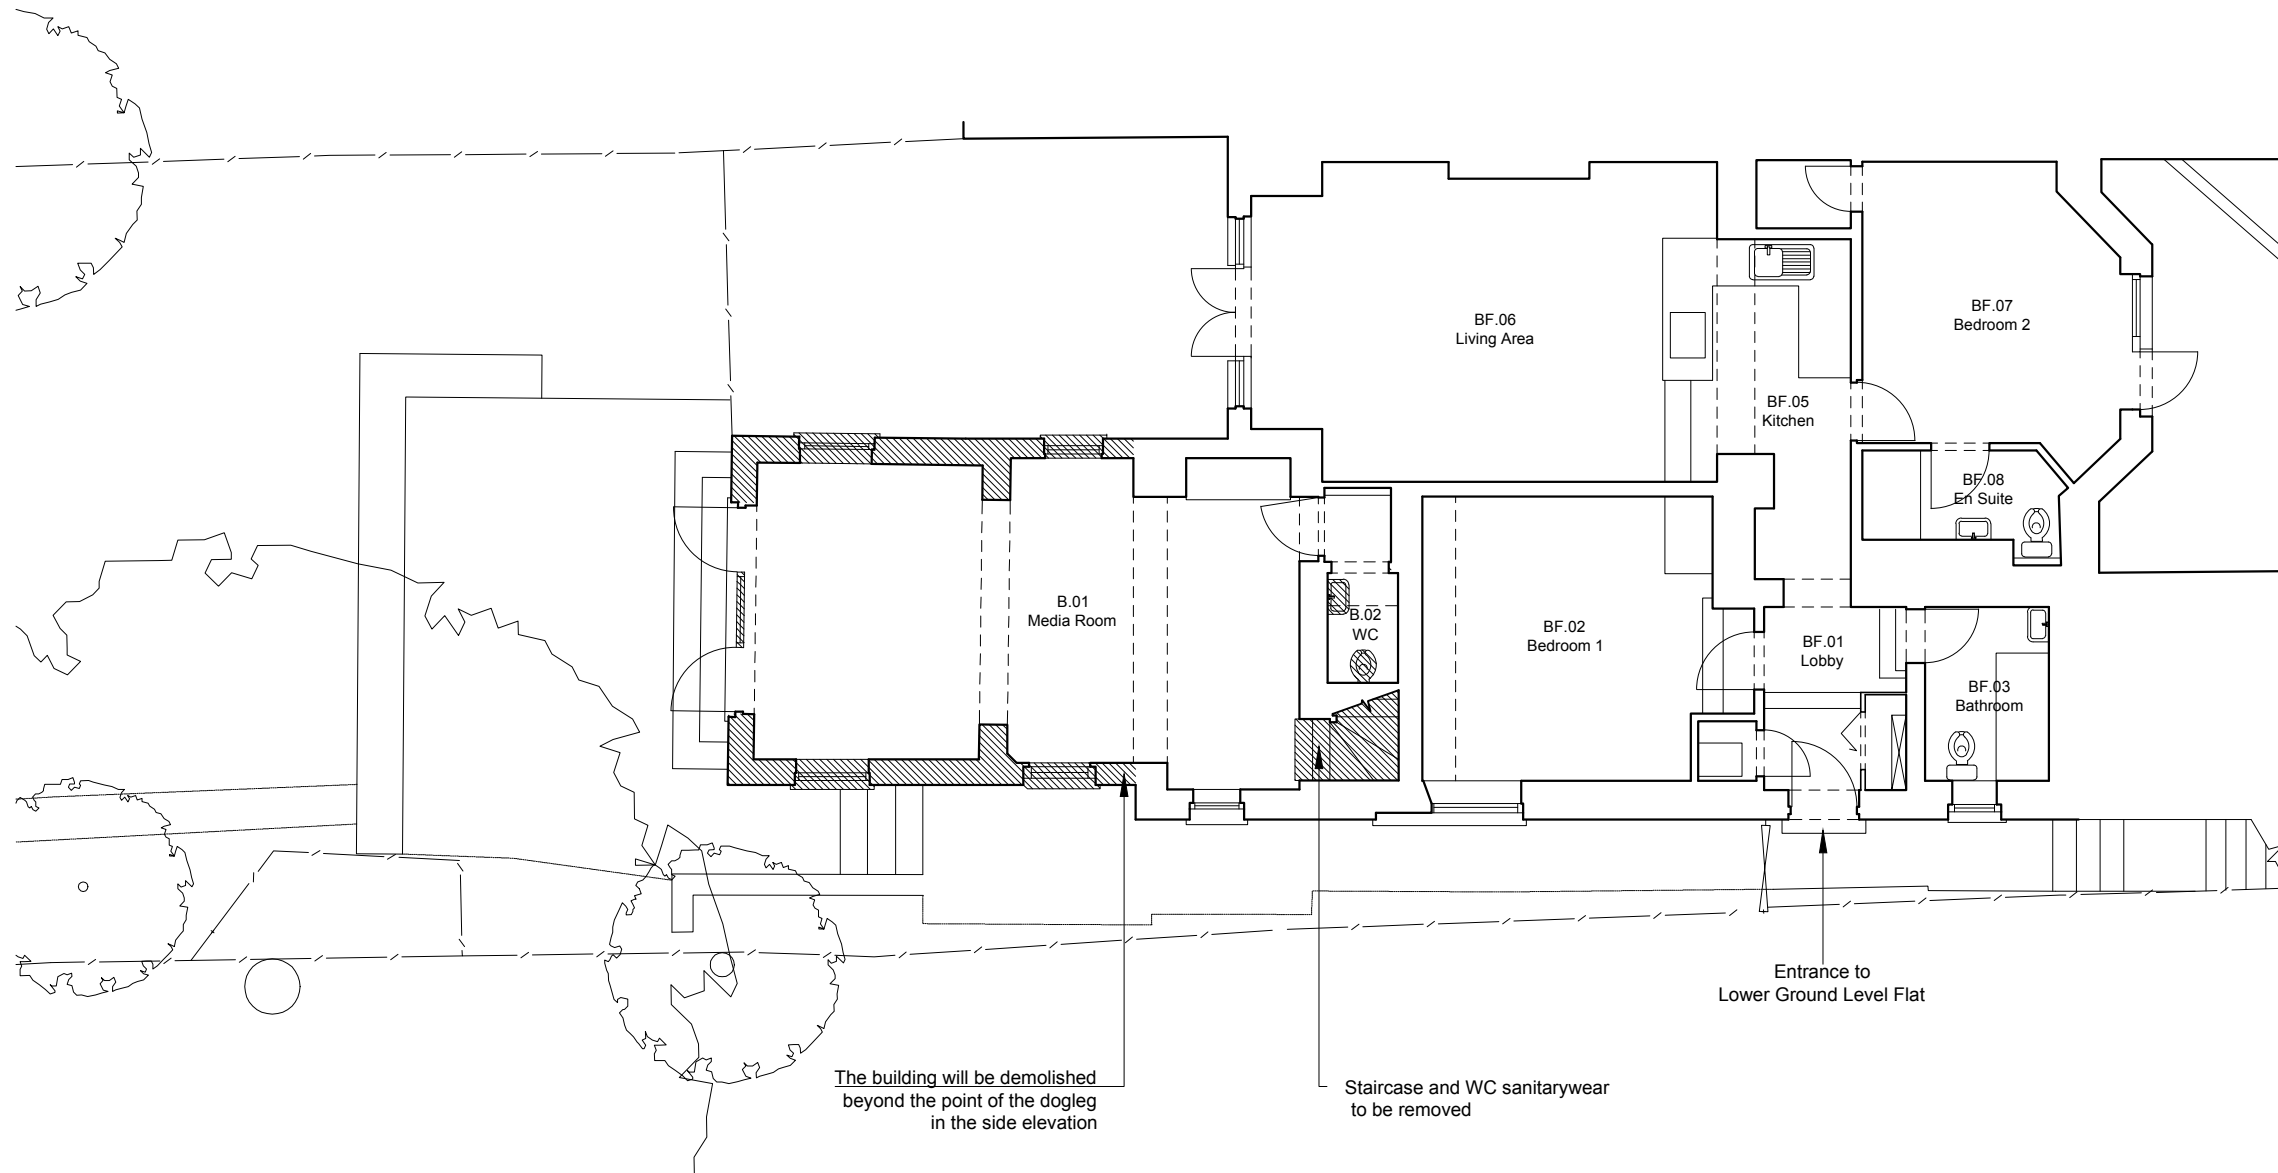 BF.07
Bedroom 2
BF.06
Living Area
BF.05
Kitchen
BF.08
En Suite
B.01
Media Room
B.02
WC
BF.02
Bedroom 1
BF.01
Lobby
BF.03
Bathroom
Entrance to
Lower Ground Level Flat
The building will be demolished
beyond the point of the dogleg
in the side elevation
Staircase and WC sanitarywear
to be removed